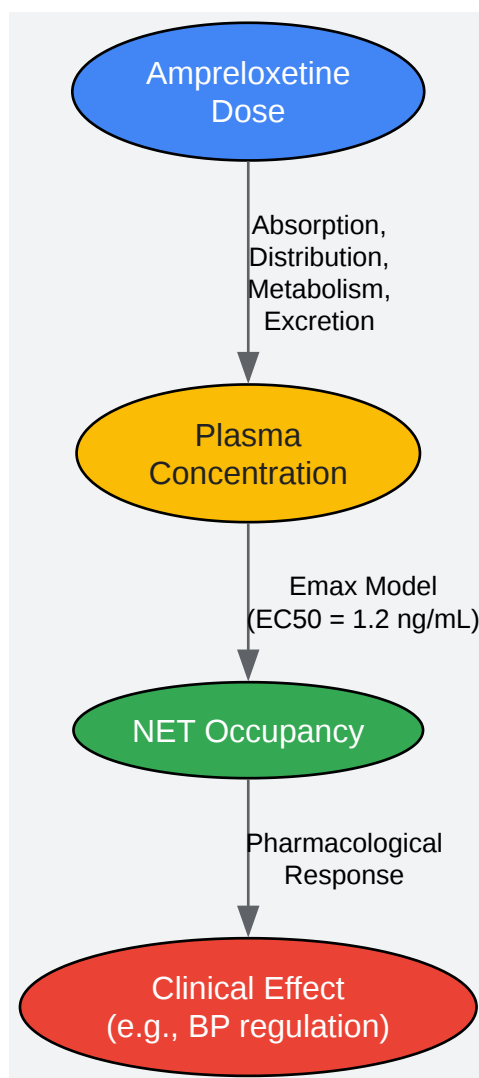 Ampreloxetine
Dose
Absorption,
Distribution,
Metabolism,
Excretion
Plasma
Concentration
Emax Model
(EC50 = 1.2 ng/mL)
NET Occupancy
Pharmacological
Response
Clinical Effect
(e.g., BP regulation)